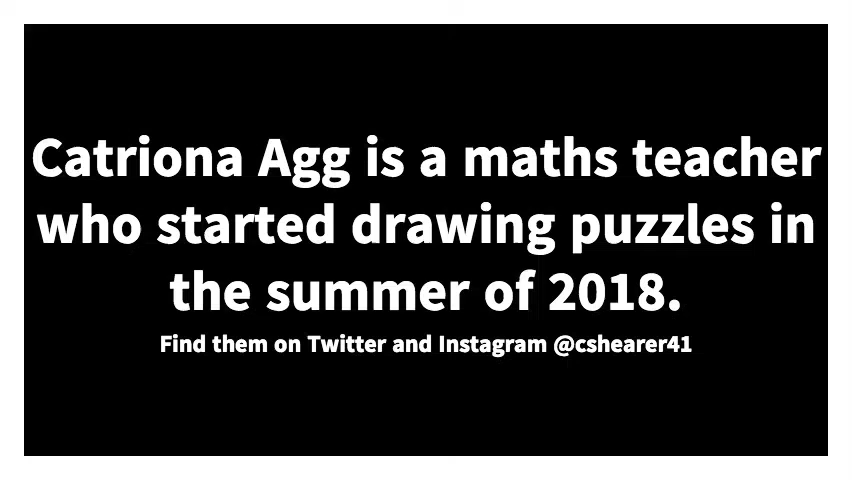 Catriona Agg is a maths teacher
who started drawing puzzles in
the summer of 2018.
Find them on Twitter and Instagram @cshearer41